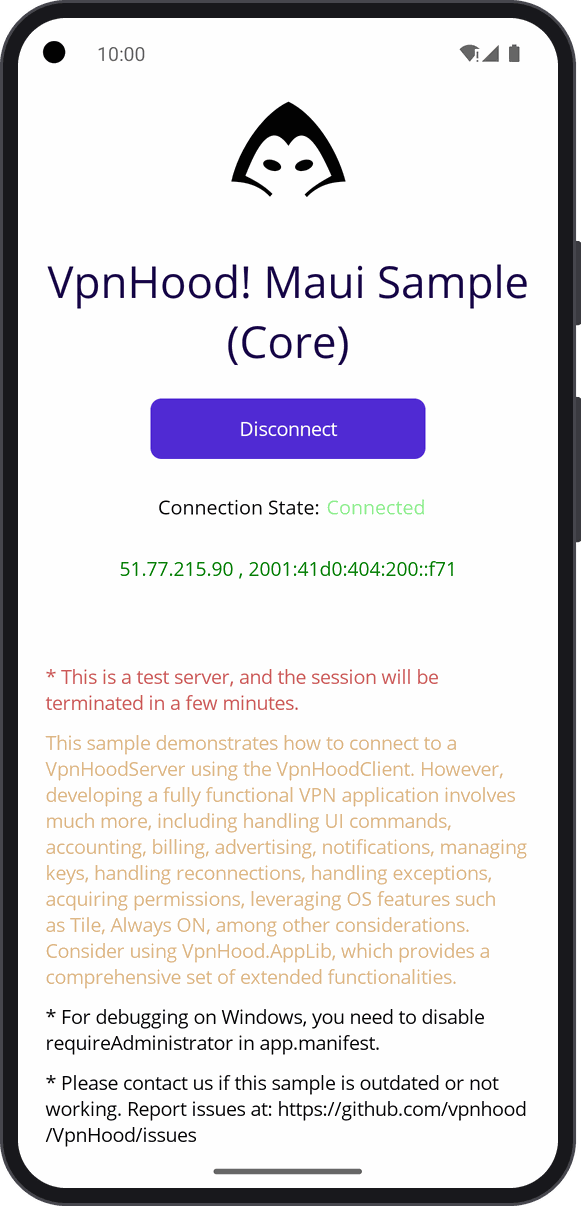 10:00
VpnHood! Maui Sample
(Core)
Disconnect
Connection State: Connected
51.77.215.90 , 2001:41d0:404:200::f71
* This is a test server, and the session will be
terminated in a few minutes.
This sample demonstrates how to connect to a
VpnHoodServer using the VpnHoodClient. However,
developing a fully functional VPN application involves
much more, including handling UI commands,
accounting, billing, advertising, notifications, managing
keys, handling reconnections, handling exceptions,
acquiring permissions, leveraging OS features such
as Tile, Always ON, among other considerations.
Consider using VpnHood.AppLib, which provides a
comprehensive set of extended functionalities.
* For debugging on Windows, you need to disable
requireAdministrator in app.manifest.
* Please contact us if this sample is outdated or not
working. Report issues at: https://github.com/vpnhood
/VpnHood/issues